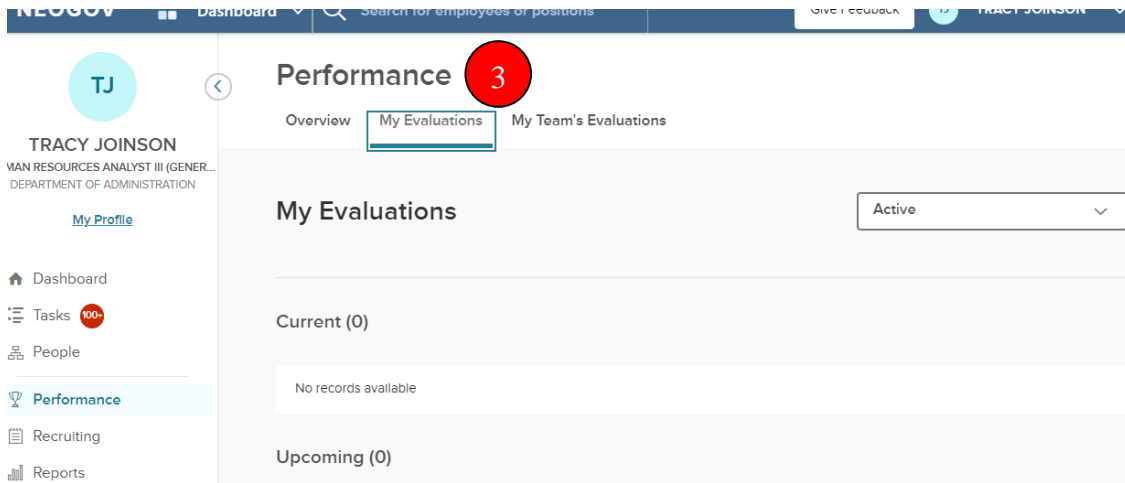 NEOGOV Dashboard Search for employees or positions Give Feedback TJ TRACY JOINSON
TJ
TRACY JOINSON
MAN RESOURCES ANALYST III (GENER...
DEPARTMENT OF ADMINISTRATION
My Profile
Dashboard
Tasks 100+
People
Performance
Recruiting
Reports
Performance 3
Overview My Evaluations My Team's Evaluations
My Evaluations Active
Current (0)
No records available
Upcoming (0)